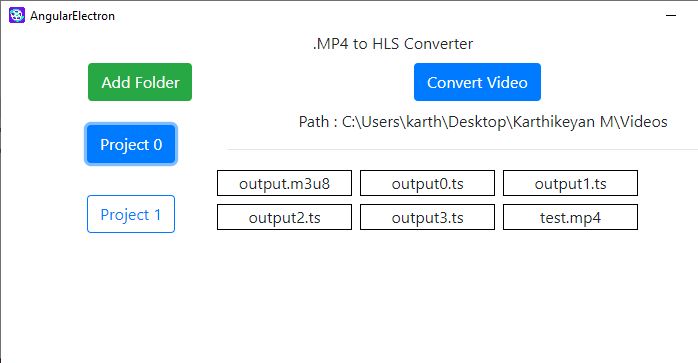 AngularElectron
.MP4 to HLS Converter
Add Folder
Convert Video
Path : C:\Users\karth\Desktop\Karthikeyan M\Videos
Project 0
output.m3u8 output0.ts output1.ts
Project 1
output2.ts output3.ts test.mp4